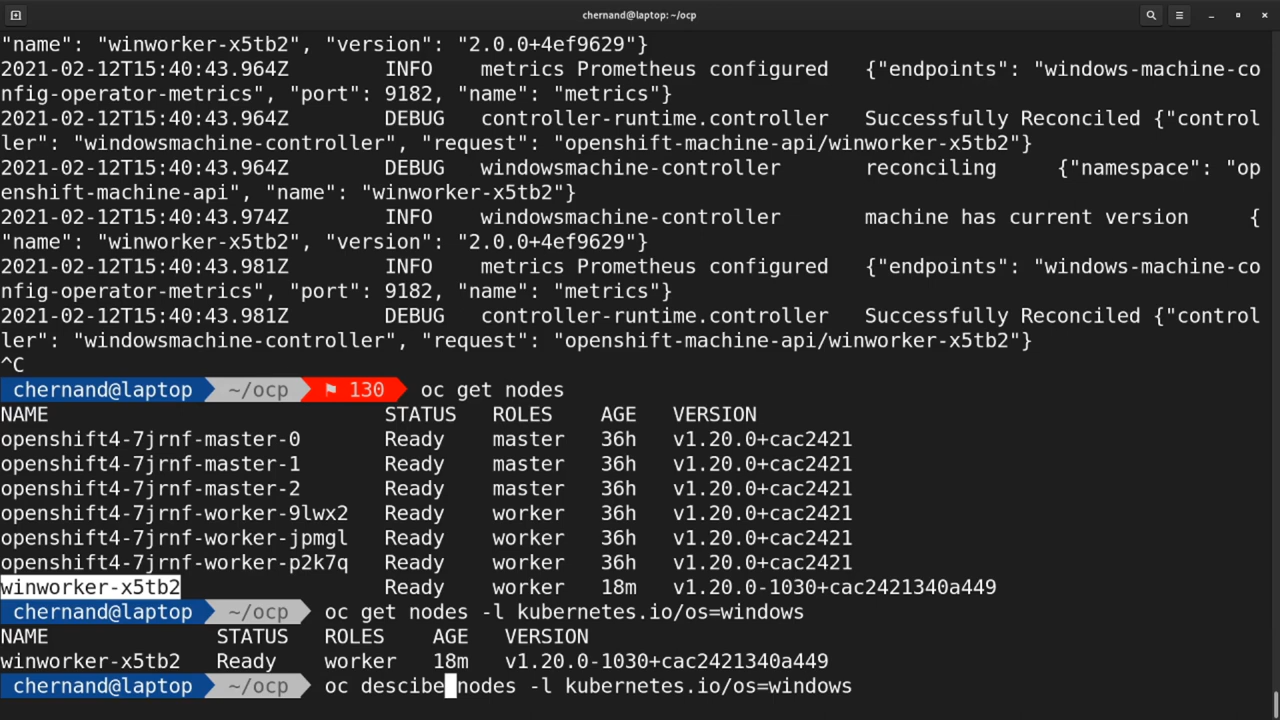 chernand@laptop: ~/ocp
"name": "winworker-x5tb2", "version": "2.0.0+4ef9629"}
2021-02-12T15:40:43.964Z INFO metrics Prometheus configured {"endpoints": "windows-machine-co
nfig-operator-metrics", "port": 9182, "name": "metrics"}
2021-02-12T15:40:43.964Z DEBUG controller-runtime.controller Successfully Reconciled {"control
ler": "windowsmachine-controller", "request": "openshift-machine-api/winworker-x5tb2"}
2021-02-12T15:40:43.964Z DEBUG windowsmachine-controller reconciling {"namespace": "op
enshift-machine-api", "name": "winworker-x5tb2"}
2021-02-12T15:40:43.974Z INFO windowsmachine-controller machine has current version {
"name": "winworker-x5tb2", "version": "2.0.0+4ef9629"}
2021-02-12T15:40:43.981Z INFO metrics Prometheus configured {"endpoints": "windows-machine-co
nfig-operator-metrics", "port": 9182, "name": "metrics"}
2021-02-12T15:40:43.981Z DEBUG controller-runtime.controller Successfully Reconciled {"control
ler": "windowsmachine-controller", "request": "openshift-machine-api/winworker-x5tb2"}
^C
chernand@laptop ~/ocp ⚑ 130 oc get nodes
NAME STATUS ROLES AGE VERSION
openshift4-7jrnf-master-0 Ready master 36h v1.20.0+cac2421
openshift4-7jrnf-master-1 Ready master 36h v1.20.0+cac2421
openshift4-7jrnf-master-2 Ready master 36h v1.20.0+cac2421
openshift4-7jrnf-worker-9lwx2 Ready worker 36h v1.20.0+cac2421
openshift4-7jrnf-worker-jpmgl Ready worker 36h v1.20.0+cac2421
openshift4-7jrnf-worker-p2k7q Ready worker 36h v1.20.0+cac2421
winworker-x5tb2 Ready worker 18m v1.20.0-1030+cac2421340a449
chernand@laptop ~/ocp oc get nodes -l kubernetes.io/os=windows
NAME STATUS ROLES AGE VERSION
winworker-x5tb2 Ready worker 18m v1.20.0-1030+cac2421340a449
chernand@laptop ~/ocp oc descibe nodes -l kubernetes.io/os=windows